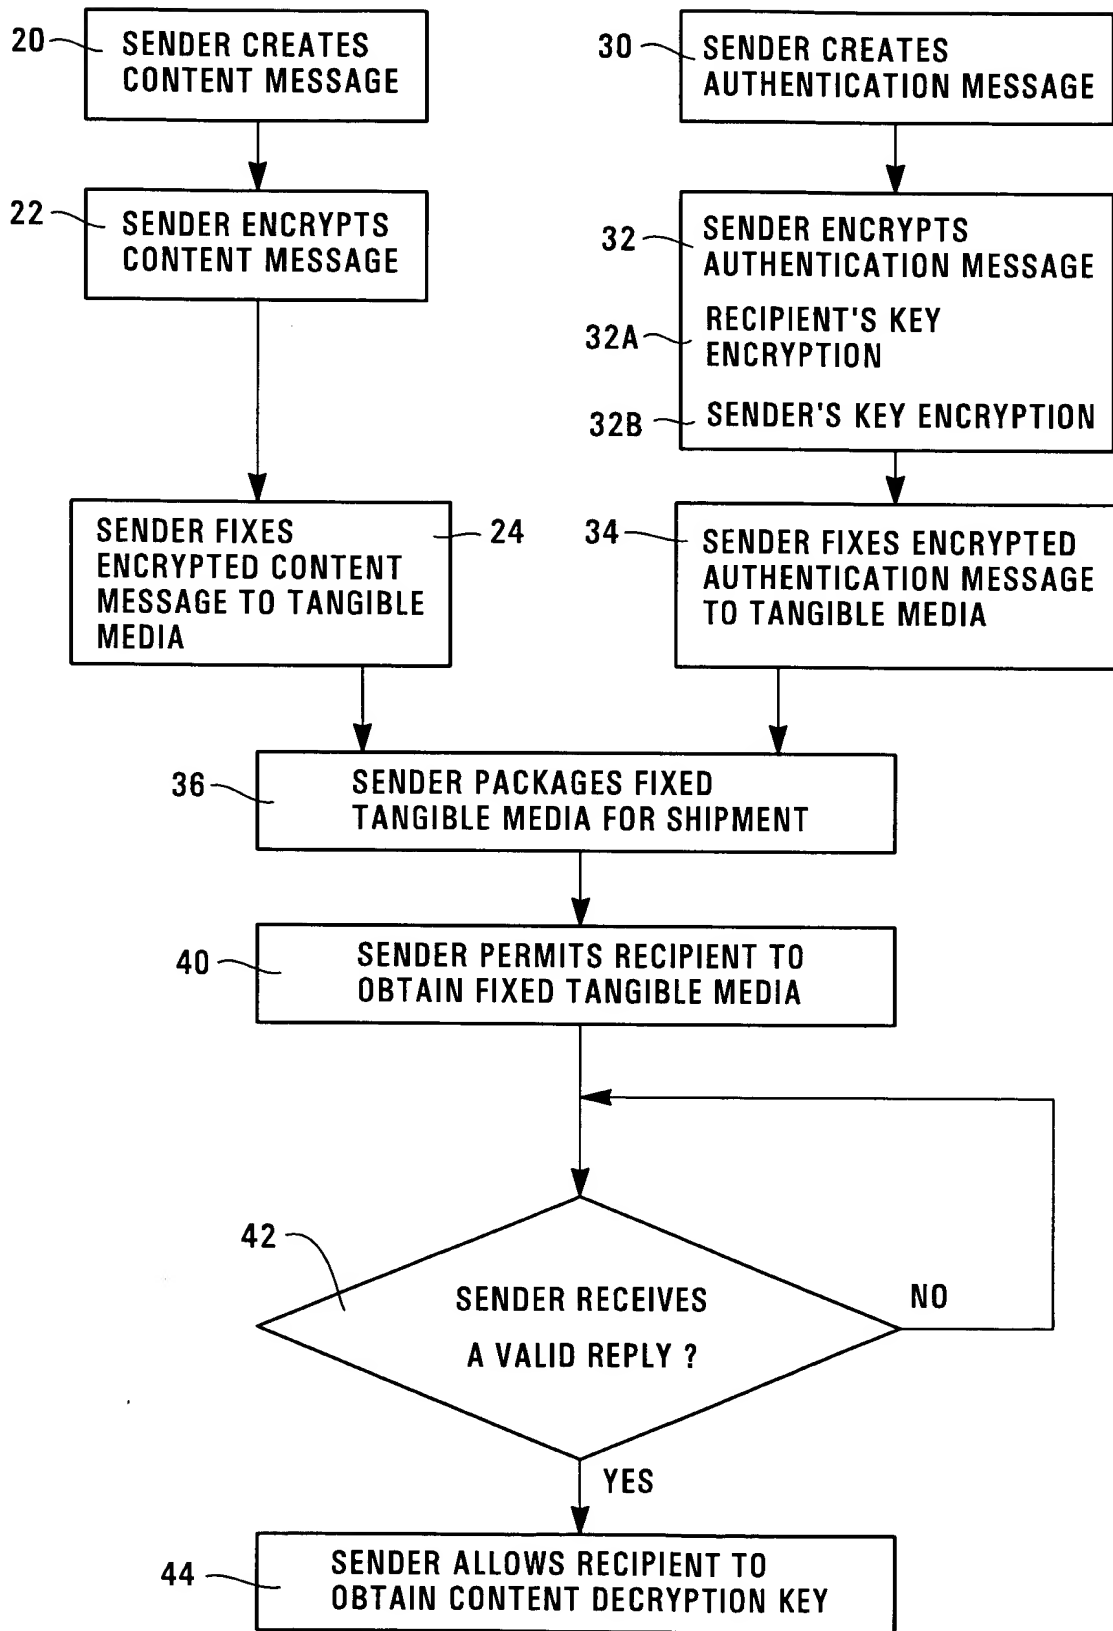 20
SENDER CREATES
CONTENT MESSAGE
30
SENDER CREATES
AUTHENTICATION MESSAGE
22
SENDER ENCRYPTS
CONTENT MESSAGE
32
SENDER ENCRYPTS
AUTHENTICATION MESSAGE
32A
RECIPIENT'S KEY
ENCRYPTION
32B
SENDER'S KEY ENCRYPTION
SENDER FIXES
ENCRYPTED CONTENT
MESSAGE TO TANGIBLE
MEDIA
24
34
SENDER FIXES ENCRYPTED
AUTHENTICATION MESSAGE
TO TANGIBLE MEDIA
36
SENDER PACKAGES FIXED
TANGIBLE MEDIA FOR SHIPMENT
40
SENDER PERMITS RECIPIENT TO
OBTAIN FIXED TANGIBLE MEDIA
42
SENDER RECEIVES
A VALID REPLY ?
NO
YES
44
SENDER ALLOWS RECIPIENT TO
OBTAIN CONTENT DECRYPTION KEY